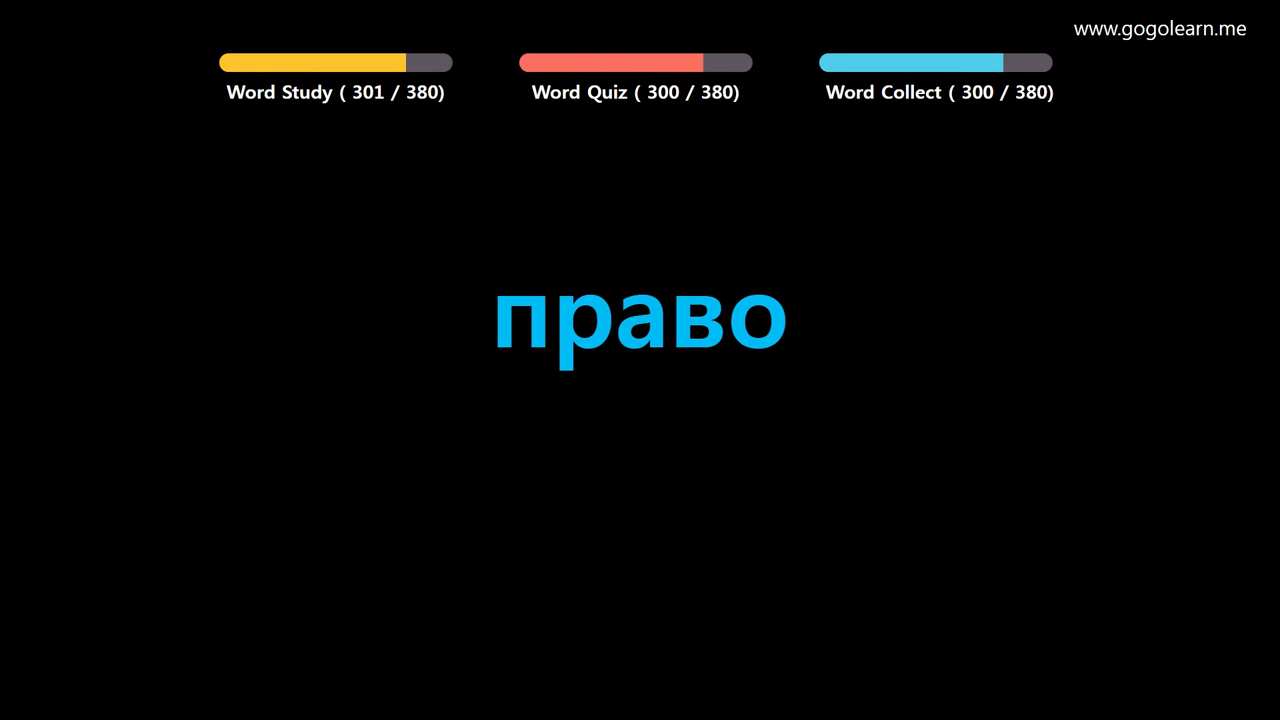 www.gogolearn.me
Word Study ( 301 / 380)
Word Quiz ( 300 / 380)
Word Collect ( 300 / 380)
право